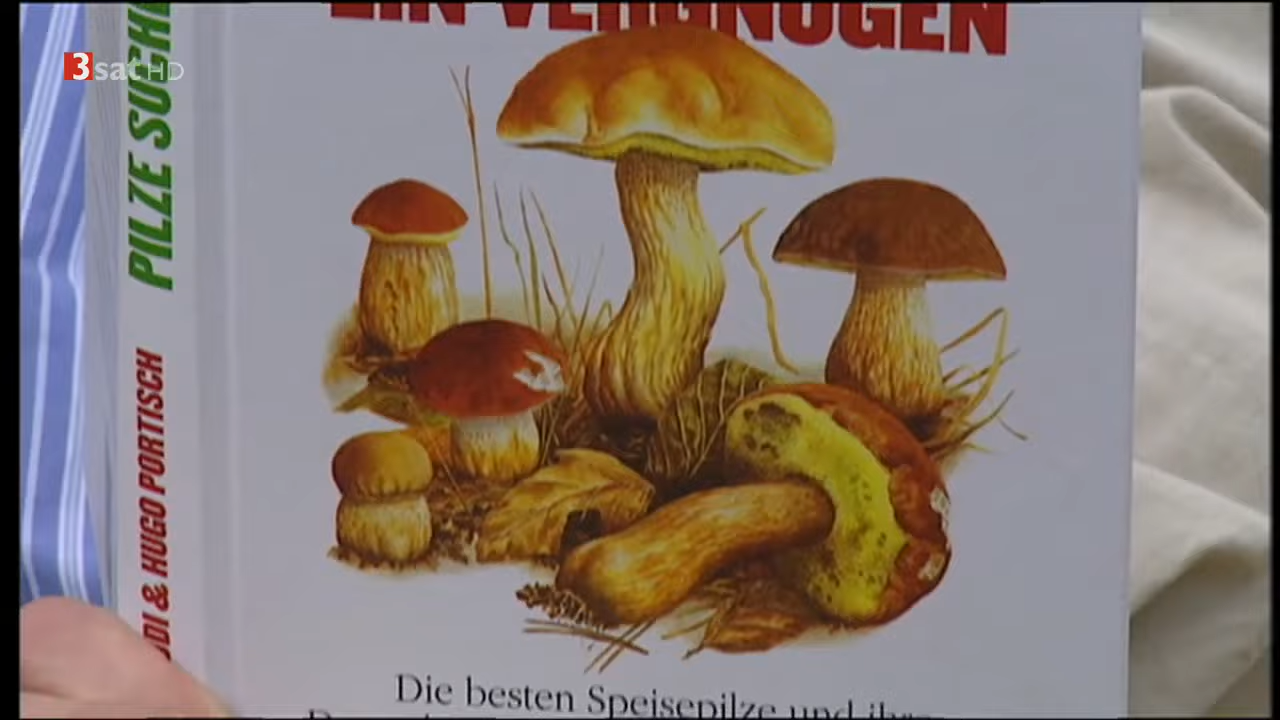 3sat HD
EIN VERGNÜGEN
PILZE SUCHE
DI & HUGO PORTISCH
Die besten Speisepilze und ihre